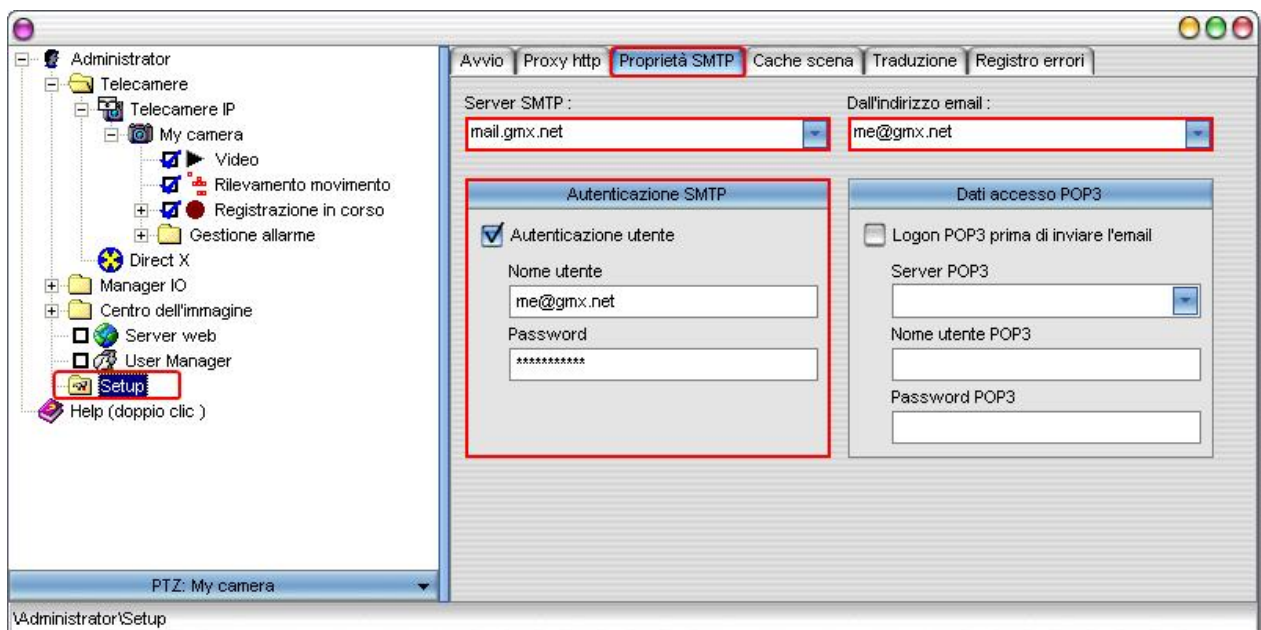 Administrator
Telecamere
Telecamere IP
My camera
Video
Rilevamento movimento
Registrazione in corso
Gestione allarme
Direct X
Manager IO
Centro dell'immagine
Server web
User Manager
Setup
Help (doppio clic )
PTZ: My camera
Avvio Proxy http Proprietà SMTP Cache scena Traduzione Registro errori
Server SMTP :
mail.gmx.net
Dall'indirizzo email :
me@gmx.net
Autenticazione SMTP
Autenticazione utente
Nome utente
me@gmx.net
Password
***********
Dati accesso POP3
Logon POP3 prima di inviare l'email
Server POP3
Nome utente POP3
Password POP3
\Administrator\Setup